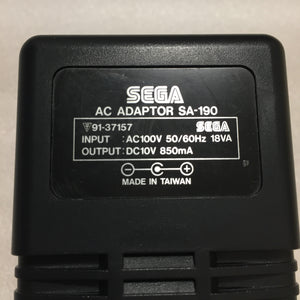 SEGA
AC ADAPTOR SA-190
91-37157 SEGA
INPUT : AC100V 50/60Hz 18VA
OUTPUT: DC10V 850mA
MADE IN TAIWAN